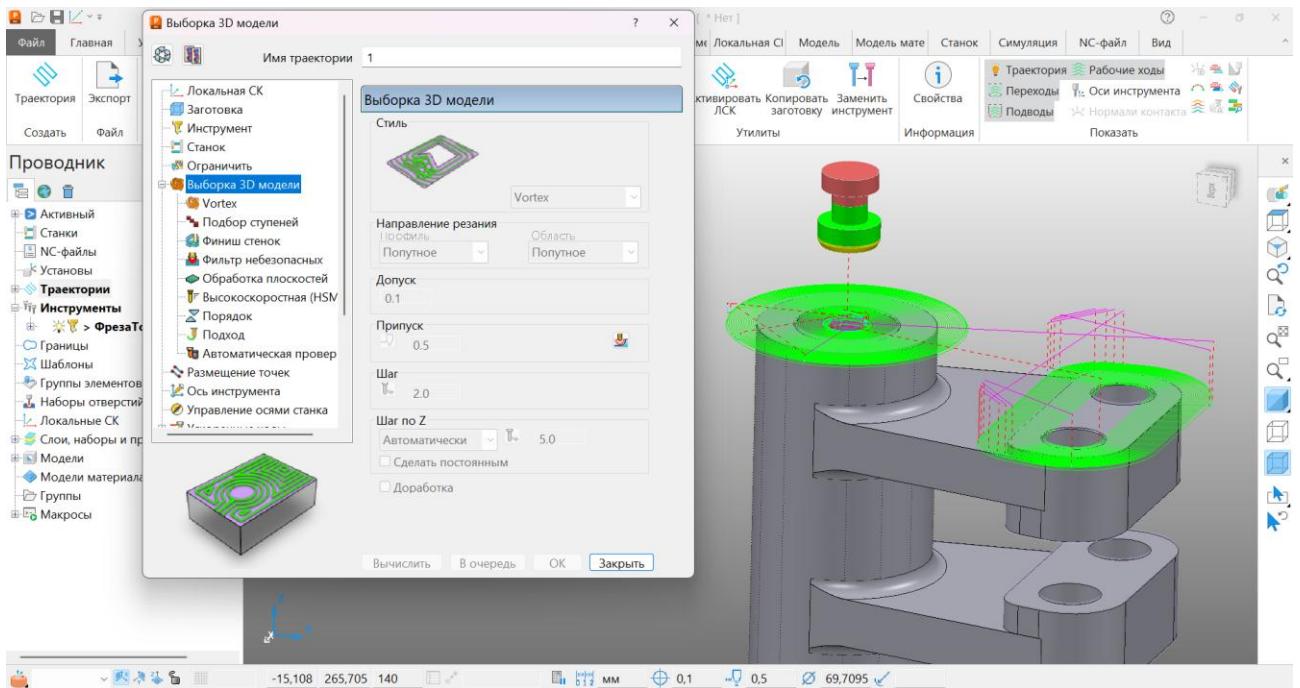 Выборка 3D модели
? ×
[ * Нет ]
Файл Главная Локальная СІ Модель Модель мате Станок Симуляция NC-файл Вид
Траектория Экспорт
Создать Файл
Имя траектории 1
ЛСК
Копировать заготовку
Заменить инструмент
Свойства
Траектория Рабочие ходы
Переходы Оси инструмента
Подводы Нормали контакта
Утилиты Информация Показать
Проводник
Активный
Станки
NC-файлы
Установы
Траектории
Инструменты
> ФрезаТо
Границы
Шаблоны
Группы элементов
Наборы отверстий
Локальные СК
Слои, наборы и пр
Модели
Модели материала
Группы
Макросы
Локальная СК
Заготовка
Инструмент
Станок
Ограничить
Выборка 3D модели
Vortex
Подбор ступеней
Финиш стенок
Фильтр небезопасных
Обработка плоскостей
Высокоскоростная (HSM
Порядок
Подход
Автоматическая провер
Размещение точек
Ось инструмента
Управление осями станка
Выборка 3D модели
Стиль
Vortex
Направление резания
Профиль Область
Попутное Попутное
Допуск
0.1
Припуск
0.5
Шаг
2.0
Шаг по Z
Автоматически 5.0
Сделать постоянным
Доработка
Вычислить В очередь OK Закрыть
Верх
Z
-15,108 265,705 140 мм 0,1 0,5 69,7095